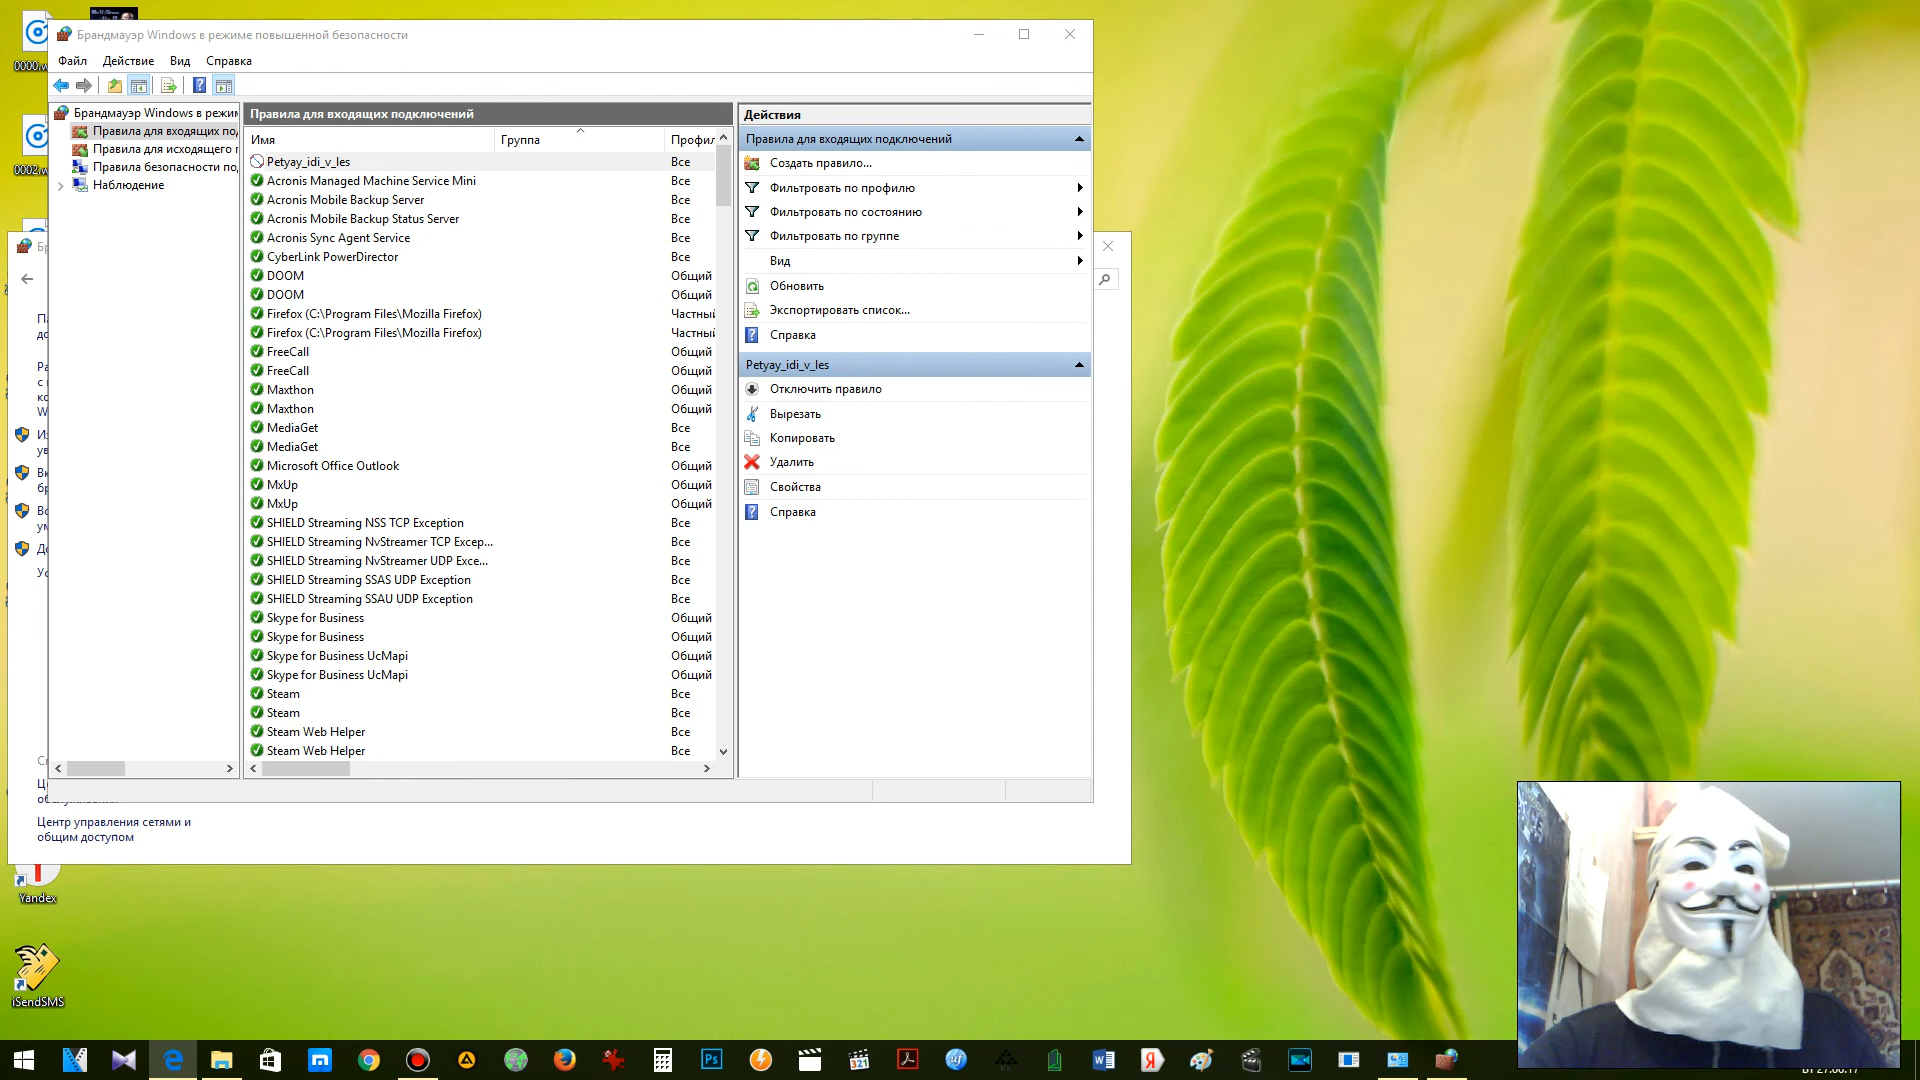 Брандмауэр Windows в режиме повышенной безопасности
Файл Действие Вид Справка
Брандмауэр Windows в режим
Правила для входящих по
Правила для исходящего
Правила безопасности по
Наблюдение
Правила для входящих подключений
Имя Группа Профил
Petyay_idi_v_les Все
Acronis Managed Machine Service Mini Все
Acronis Mobile Backup Server Все
Acronis Mobile Backup Status Server Все
Acronis Sync Agent Service Все
CyberLink PowerDirector Все
DOOM Общий
DOOM Общий
Firefox (C:\Program Files\Mozilla Firefox) Частный
Firefox (C:\Program Files\Mozilla Firefox) Частный
FreeCall Общий
FreeCall Общий
Maxthon Общий
Maxthon Общий
MediaGet Все
MediaGet Все
Microsoft Office Outlook Общий
MxUp Общий
MxUp Общий
SHIELD Streaming NSS TCP Exception Все
SHIELD Streaming NvStreamer TCP Excep... Все
SHIELD Streaming NvStreamer UDP Exce... Все
SHIELD Streaming SSAS UDP Exception Все
SHIELD Streaming SSAU UDP Exception Все
Skype for Business Общий
Skype for Business Общий
Skype for Business UcMapi Общий
Skype for Business UcMapi Общий
Steam Все
Steam Все
Steam Web Helper Все
Steam Web Helper Все
Действия
Правила для входящих подключений
Создать правило...
Фильтровать по профилю
Фильтровать по состоянию
Фильтровать по группе
Вид
Обновить
Экспортировать список...
Справка
Petyay_idi_v_les
Отключить правило
Вырезать
Копировать
Удалить
Свойства
Справка
Центр управления сетями и
общим доступом
Yandex
iSendSMS